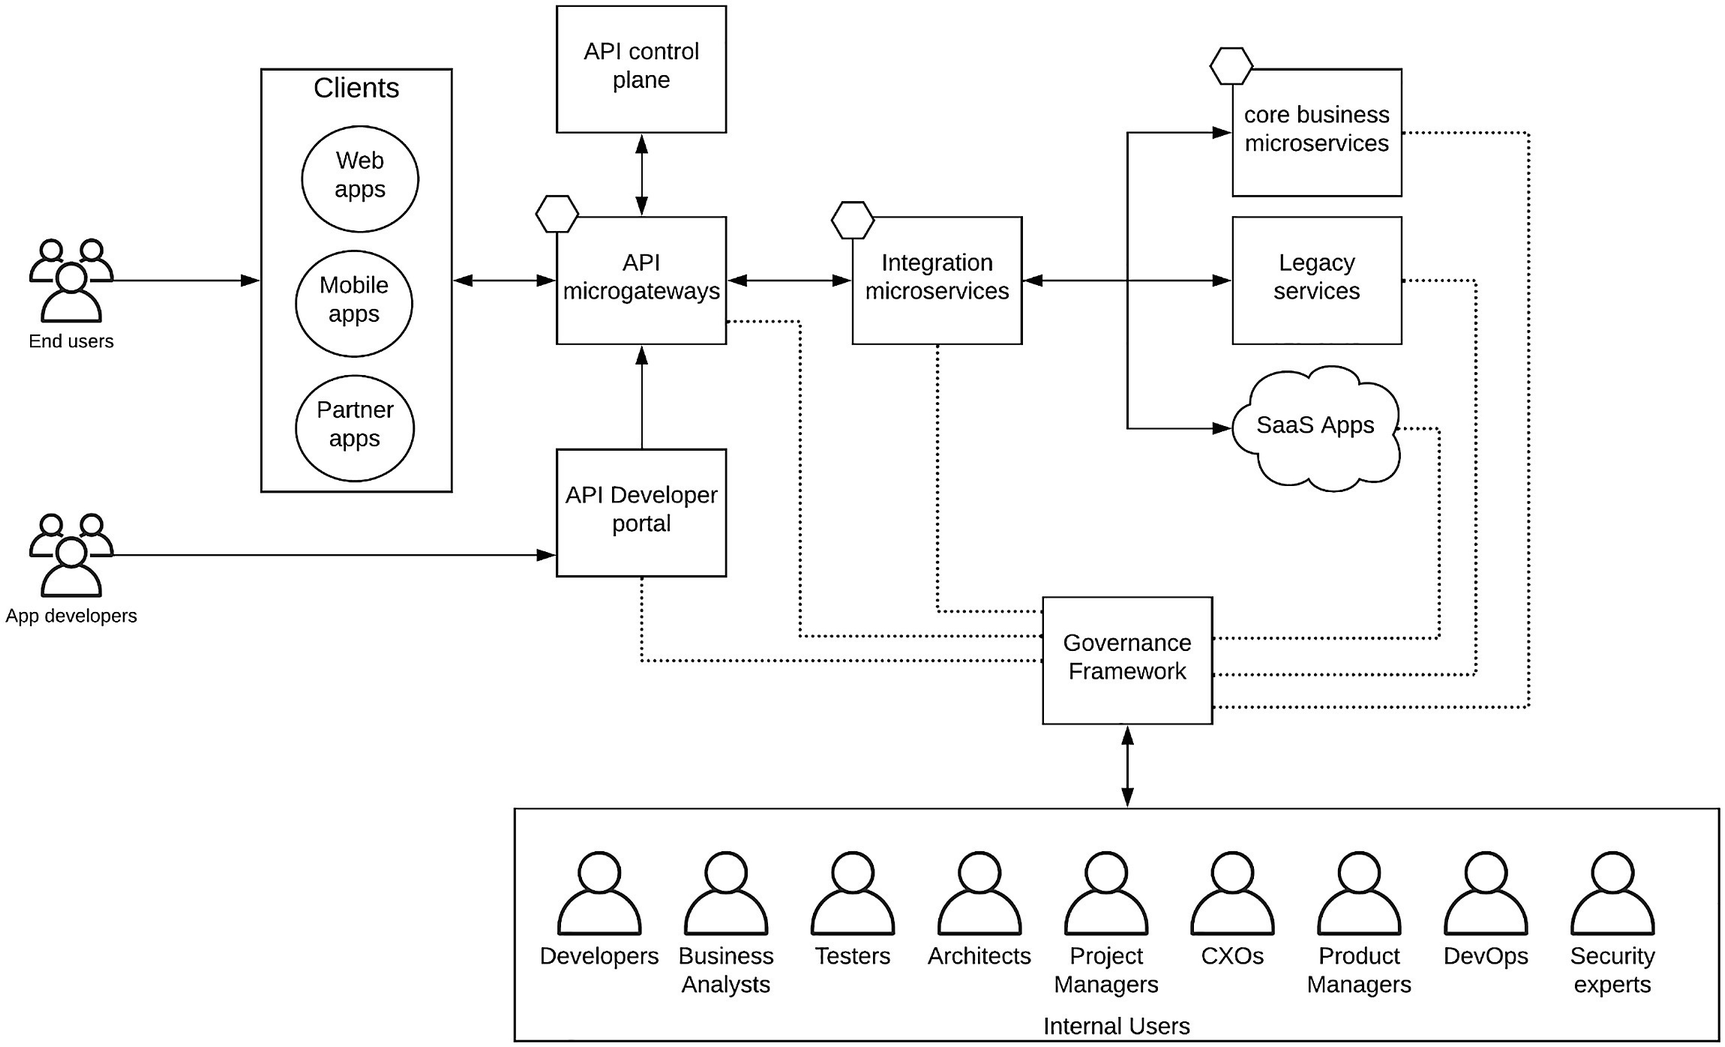 API control
plane
Clients
Web
apps
Mobile
apps
Partner
apps
End users
App developers
API
microgateways
API Developer
portal
Integration
microservices
core business
microservices
Legacy
services
SaaS Apps
Governance
Framework
Developers
Business
Analysts
Testers
Architects
Project
Managers
CXOs
Product
Managers
DevOps
Security
experts
Internal Users